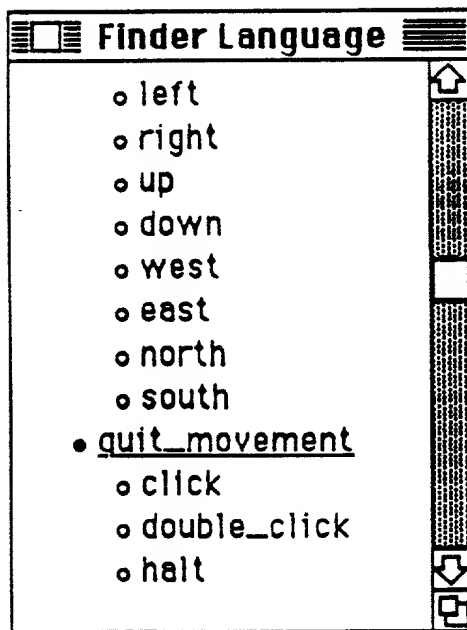 Finder Language
left
right
up
down
west
east
north
south
quit_movement
click
double_click
halt